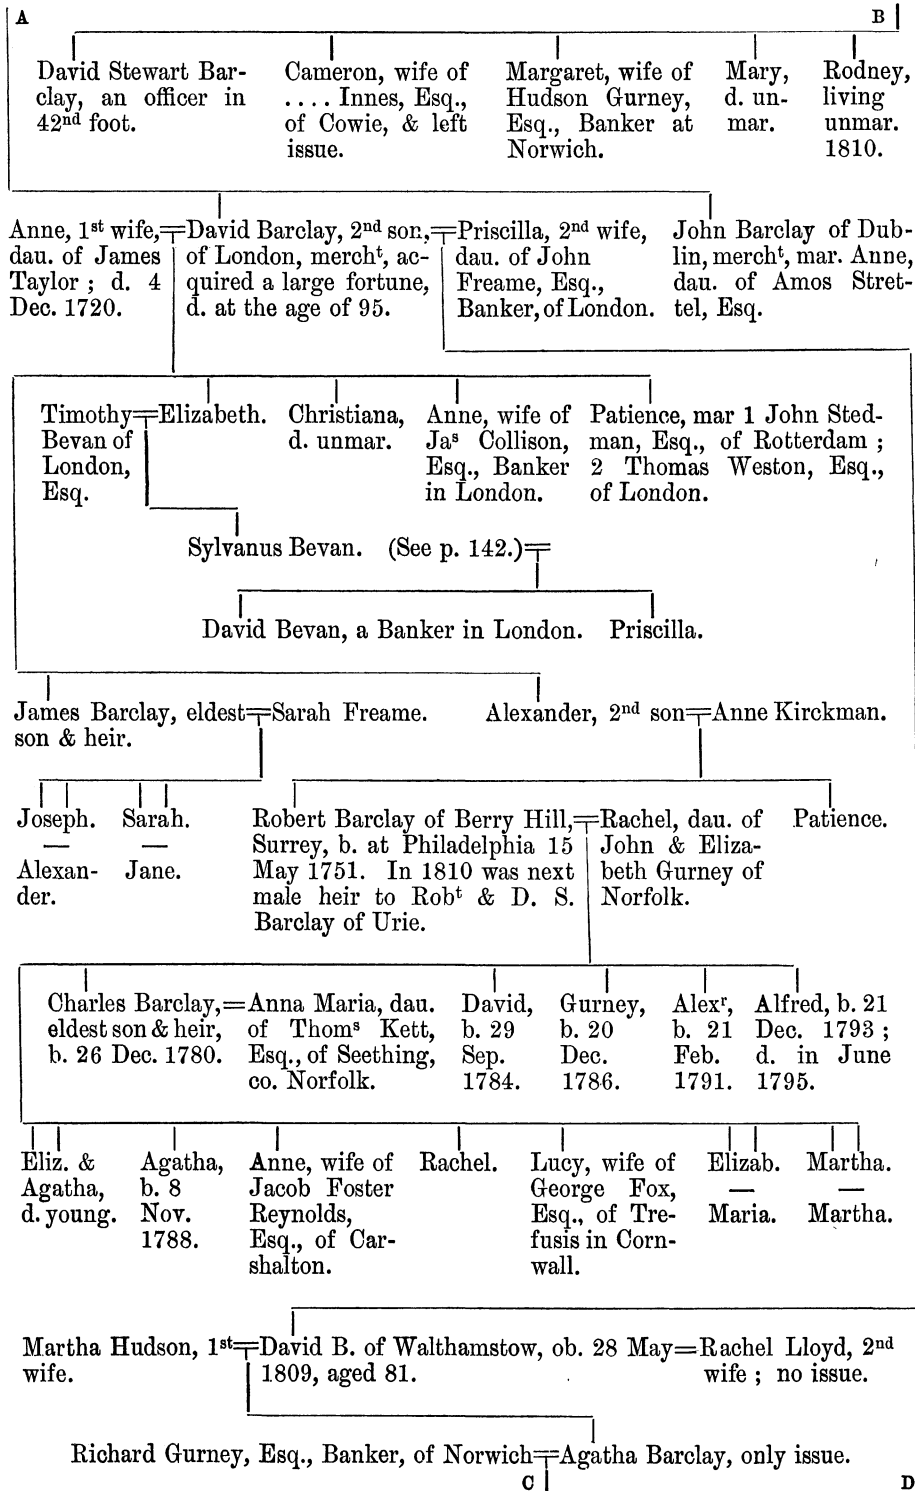 A
B
David Stewart Bar-
clay, an officer in
42nd foot.
Cameron, wife of
.... Innes, Esq.,
of Cowie, & left
issue.
Margaret, wife of
Hudson Gurney,
Esq., Banker at
Norwich.
Mary,
d. un-
mar.
Rodney,
living
unmar.
1810.
Anne, 1st wife,
dau. of James
Taylor ; d. 4
Dec. 1720.
David Barclay, 2nd son,
of London, mercht, ac-
quired a large fortune,
d. at the age of 95.
Priscilla, 2nd wife,
dau. of John
Freame, Esq.,
Banker, of London.
John Barclay of Dub-
lin, mercht, mar. Anne,
dau. of Amos Stret-
tel, Esq.
Timothy
Bevan of
London,
Esq.
Elizabeth.
Christiana,
d. unmar.
Anne, wife of
Jas Collison,
Esq., Banker
in London.
Patience, mar 1 John Sted-
man, Esq., of Rotterdam ;
2 Thomas Weston, Esq.,
of London.
Sylvanus Bevan. (See p. 142.)
David Bevan, a Banker in London.
Priscilla.
James Barclay, eldest
son & heir.
Sarah Freame.
Alexander, 2nd son
Anne Kirckman.
Joseph.
—
Alexan-
der.
Sarah.
—
Jane.
Robert Barclay of Berry Hill,
Surrey, b. at Philadelphia 15
May 1751. In 1810 was next
male heir to Robt & D. S.
Barclay of Urie.
Rachel, dau. of
John & Eliza-
beth Gurney of
Norfolk.
Patience.
Charles Barclay,
eldest son & heir,
b. 26 Dec. 1780.
=Anna Maria, dau.
of Thoms Kett,
Esq., of Seething,
co. Norfolk.
David,
b. 29
Sep.
1784.
Gurney,
b. 20
Dec.
1786.
Alexr,
b. 21
Feb.
1791.
Alfred, b. 21
Dec. 1793 ;
d. in June
1795.
Eliz. &
Agatha,
d. young.
Agatha,
b. 8
Nov.
1788.
Anne, wife of
Jacob Foster
Reynolds,
Esq., of Car-
shalton.
Rachel.
Lucy, wife of
George Fox,
Esq., of Tre-
fusis in Corn-
wall.
Elizab.
—
Maria.
Martha.
—
Martha.
Martha Hudson, 1st
wife.
David B. of Walthamstow, ob. 28 May
1809, aged 81.
=Rachel Lloyd, 2nd
wife ; no issue.
Richard Gurney, Esq., Banker, of Norwich
Agatha Barclay, only issue.
C
D